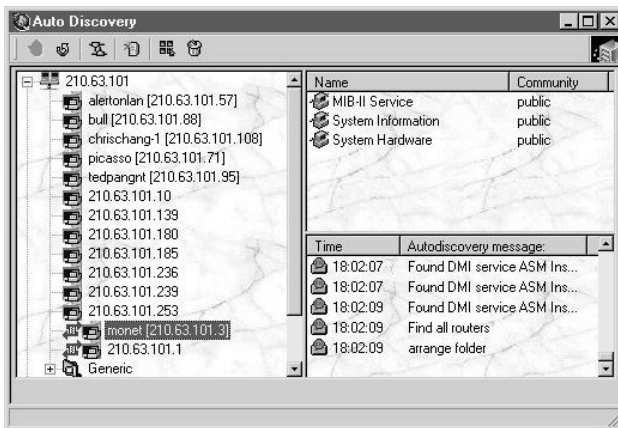 Auto Discovery
210.63.101
alertonlan [210.63.101.57]
bull [210.63.101.88]
chrischang-1 [210.63.101.108]
picasso [210.63.101.71]
tedpangnt [210.63.101.95]
210.63.101.10
210.63.101.139
210.63.101.180
210.63.101.185
210.63.101.236
210.63.101.239
210.63.101.253
monet [210.63.101.3]
210.63.101.1
Generic
Name Community
MIB-II Service public
System Information public
System Hardware public
Time Autodiscovery message:
18:02:07 Found DMI service ASM Ins...
18:02:07 Found DMI service ASM Ins...
18:02:09 Found DMI service ASM Ins...
18:02:09 Find all routers
18:02:09 arrange folder